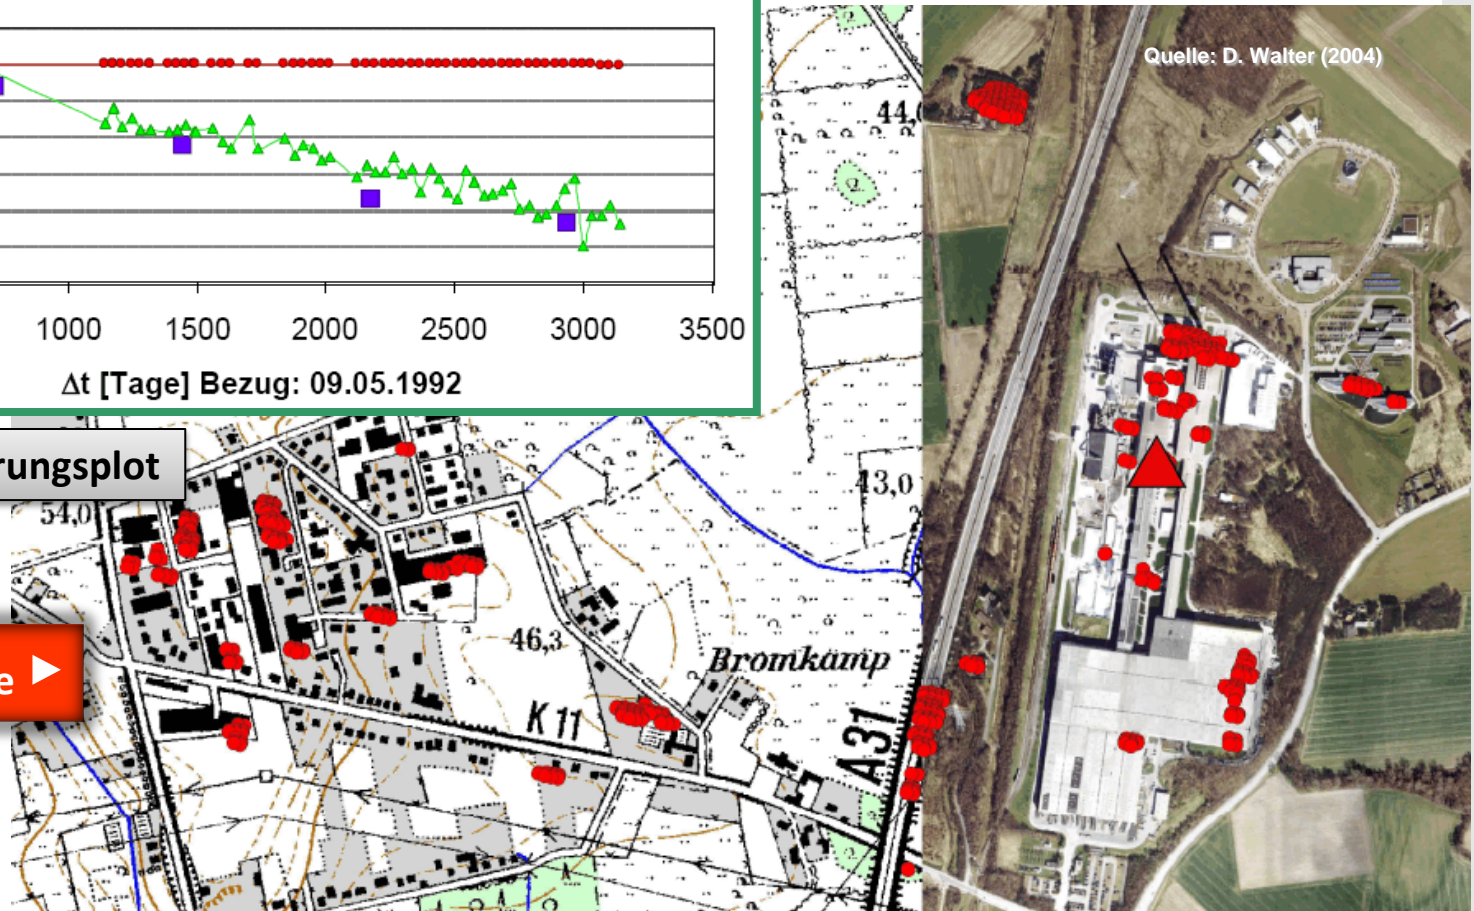 Quelle: D. Walter (2004)
1000 1500 2000 2500 3000 3500
Δt [Tage] Bezug: 09.05.1992
rungsplot
e
44,0
54,0
43,0
46,3
Bromkamp
K 11
A31